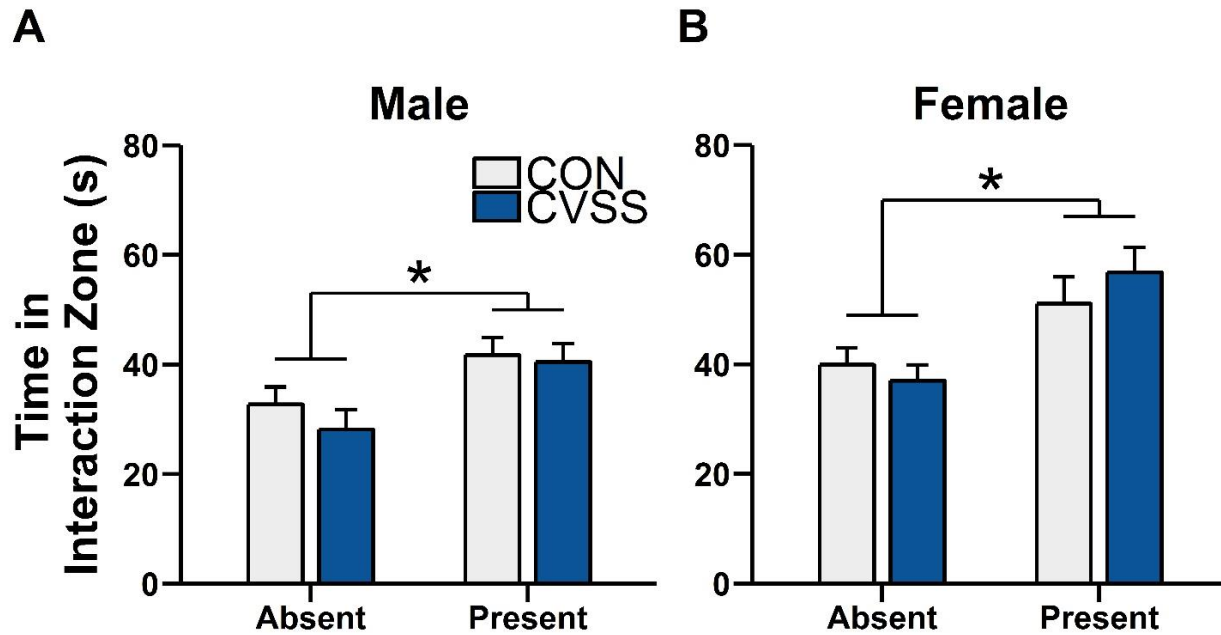 A
B
Male
Female
Time in
Interaction Zone (s)
80
60
40
20
0
CON
CVSS
*
Absent
Present
80
60
40
20
0
*
Absent
Present